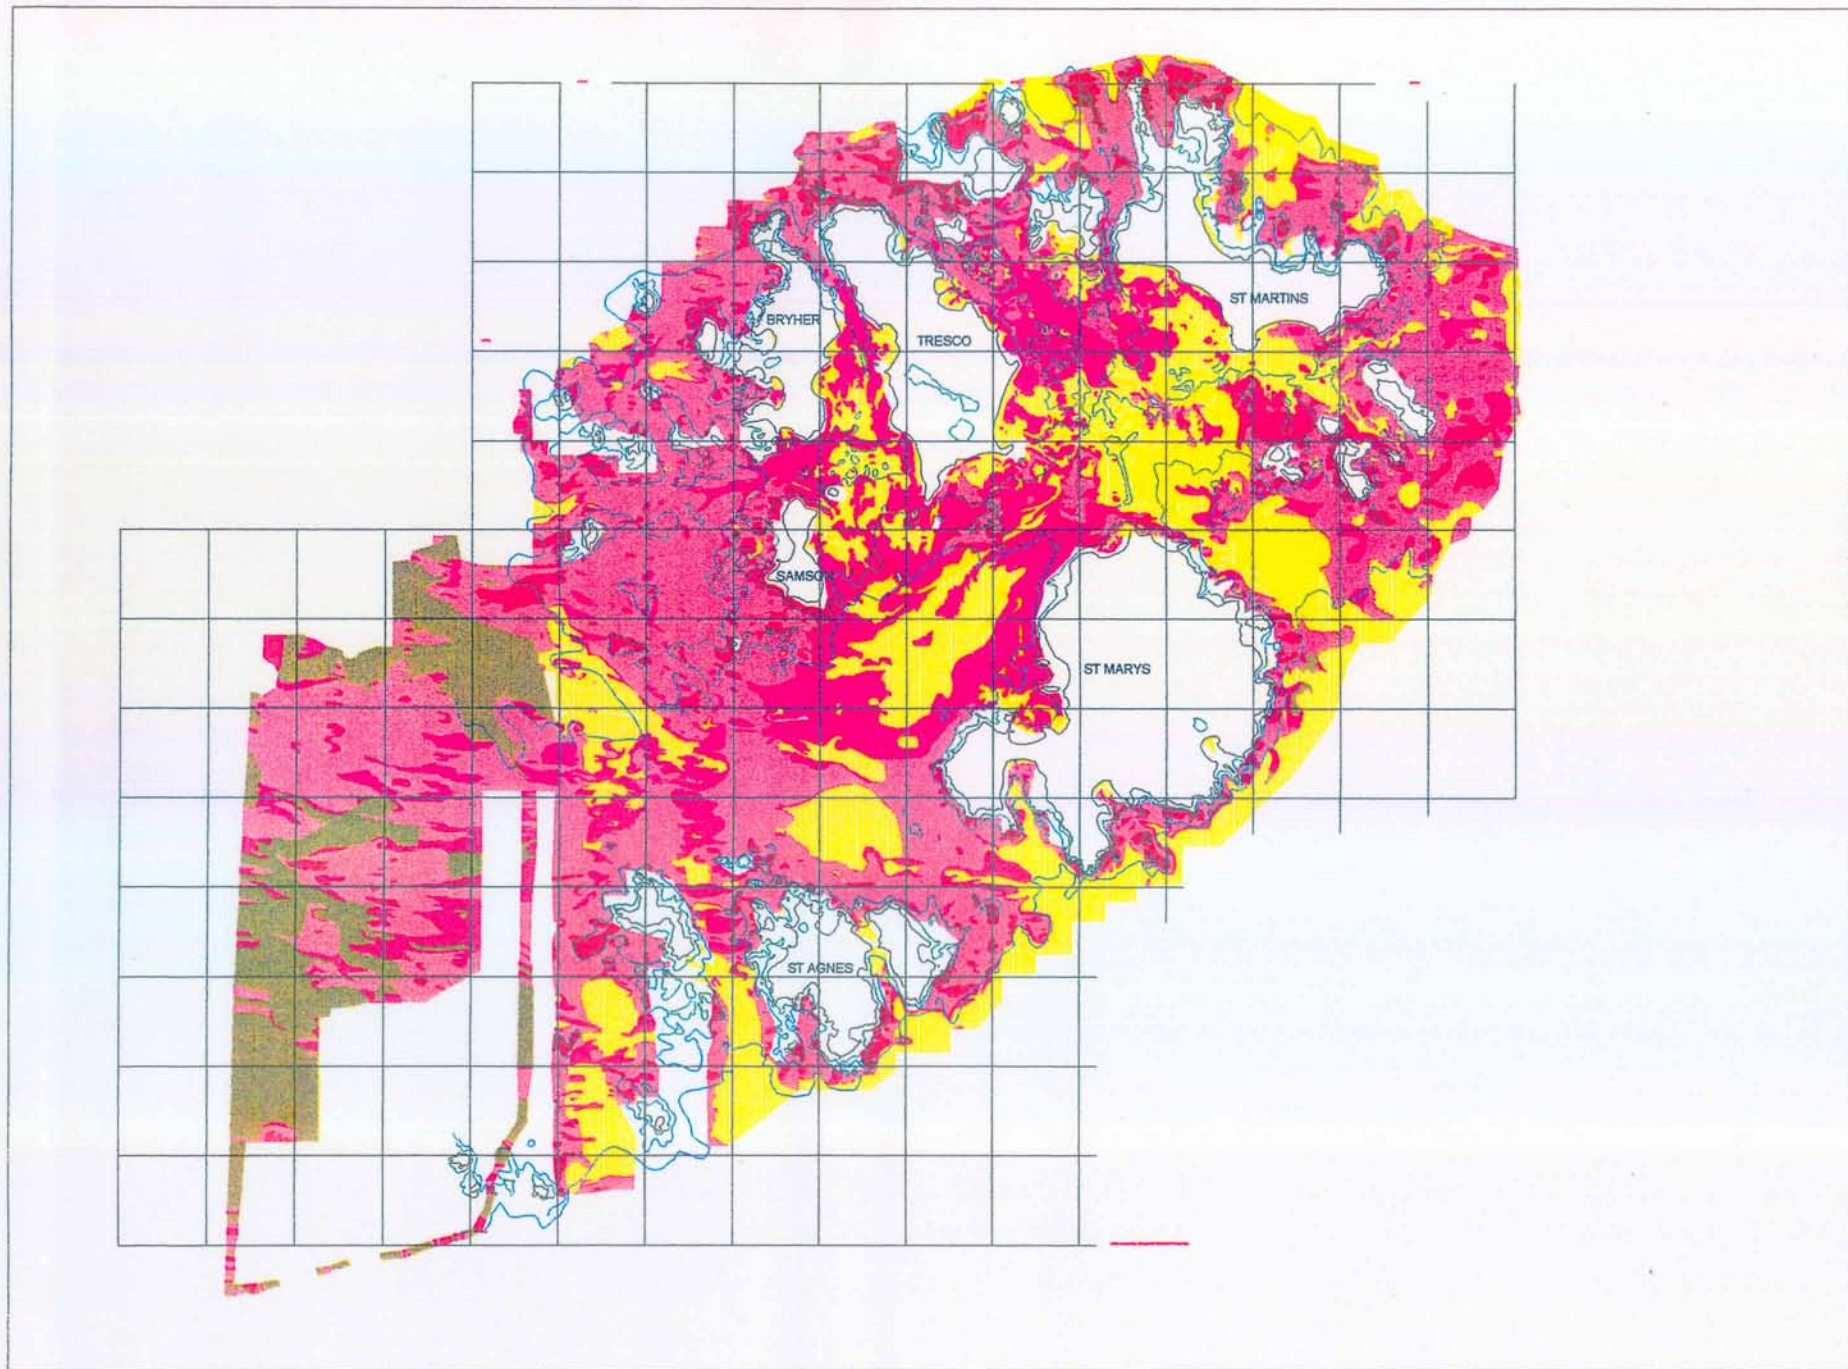 ST MARTINS
BRYHER
TRESCO
SAMSON
ST MARYS
ST AGNES